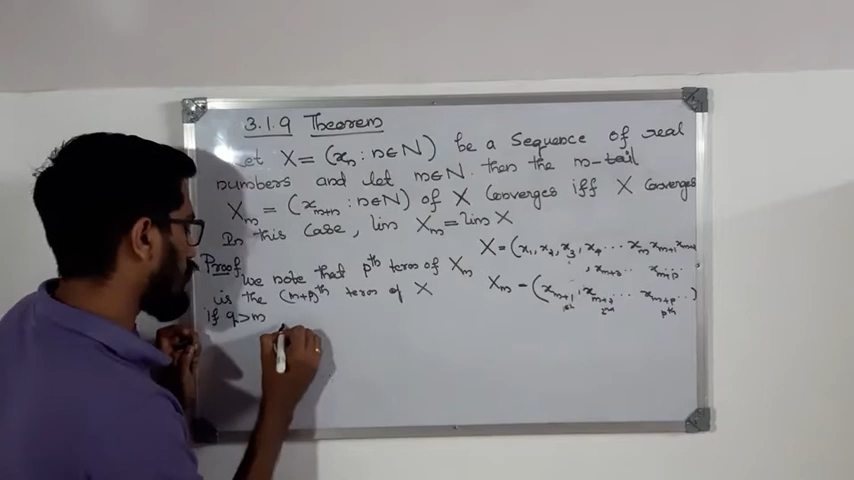 3.1.9 Theorem
Let X = (xₙ : n∈N) be a Sequence of real
numbers and let m∈N. then the m-tail
Xₘ = (xₘ₊ₙ : n∈N) of X Converges iff X Converges
In this Case, lim Xₘ = lim X
Proof we note that pᵗʰ term of Xₘ
is the (m+p)ᵗʰ term of X
If q>m
X = (x₁, x₂, x₃, x₄ ... xₘ xₘ₊₁
, xₘ₊₂ .. xₘ₊ₚ .
Xₘ = (xₘ₊₁, xₘ₊₂ ... xₘ₊ₚ ..)
1st 2nd pth